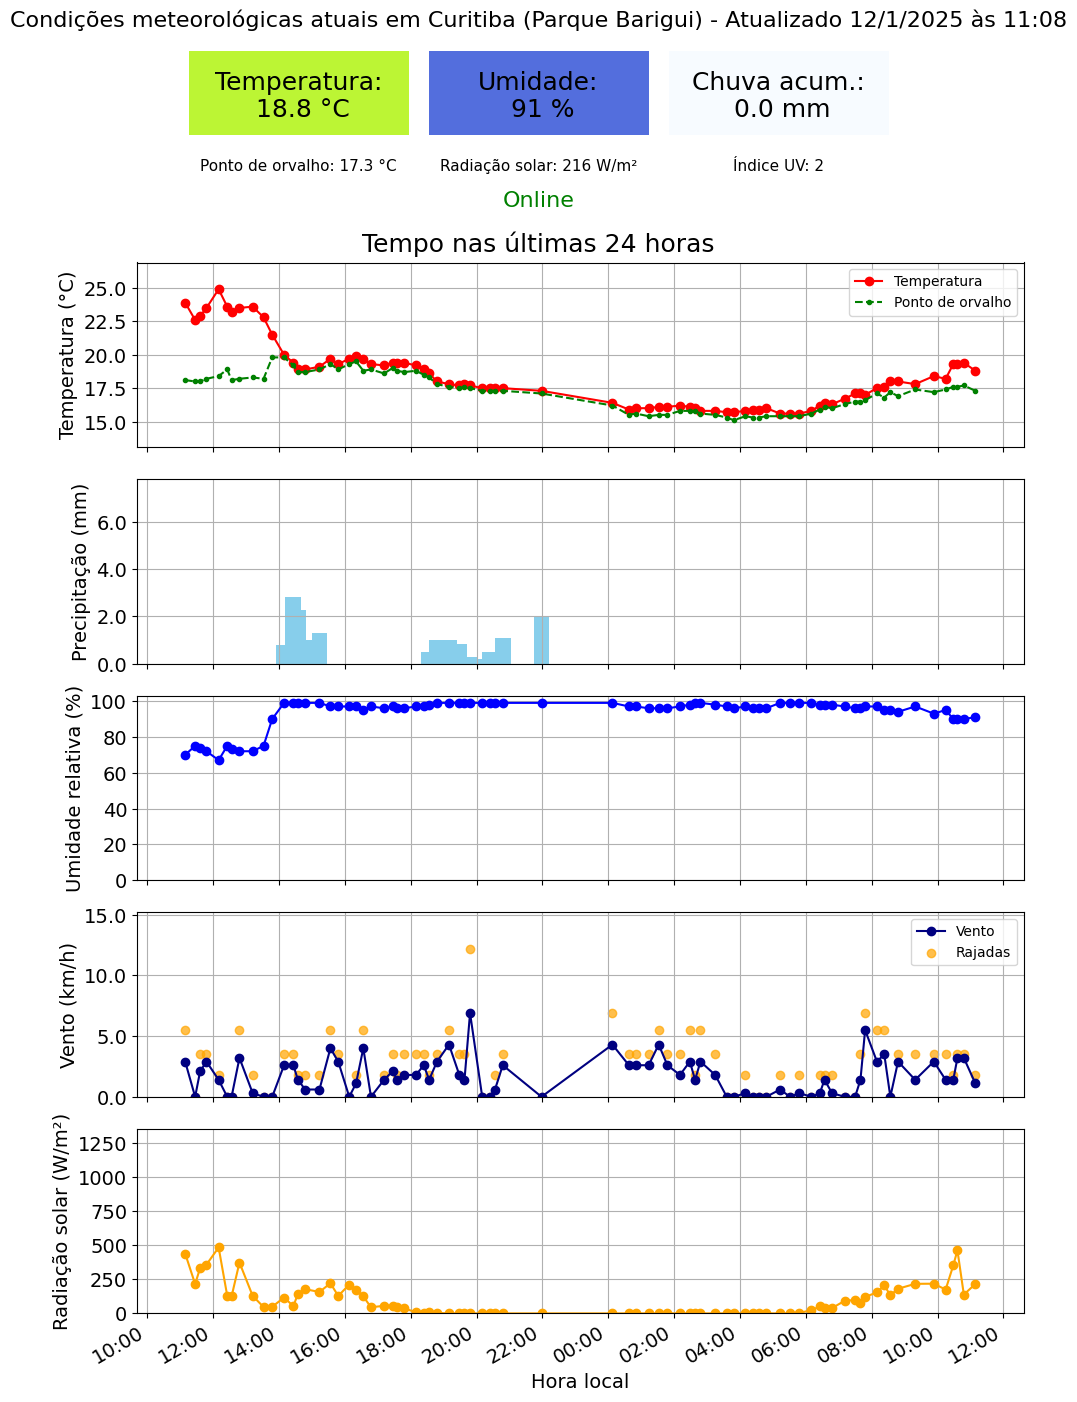 Condições meteorológicas atuais em Curitiba (Parque Barigui) - Atualizado 12/1/2025 às 11:08
Temperatura:
18.8 °C
Umidade:
91 %
Chuva acum.:
0.0 mm
Ponto de orvalho: 17.3 °C
Radiação solar: 216 W/m²
Índice UV: 2
Online
Tempo nas últimas 24 horas
Temperatura (°C)
25.0
22.5
20.0
17.5
15.0
Temperatura
Ponto de orvalho
Precipitação (mm)
6.0
4.0
2.0
0.0
Umidade relativa (%)
100
80
60
40
20
0
Vento (km/h)
15.0
10.0
5.0
0.0
Vento
Rajadas
Radiação solar (W/m²)
1250
1000
750
500
250
0
10:00
12:00
14:00
16:00
18:00
20:00
22:00
00:00
02:00
04:00
06:00
08:00
10:00
12:00
Hora local